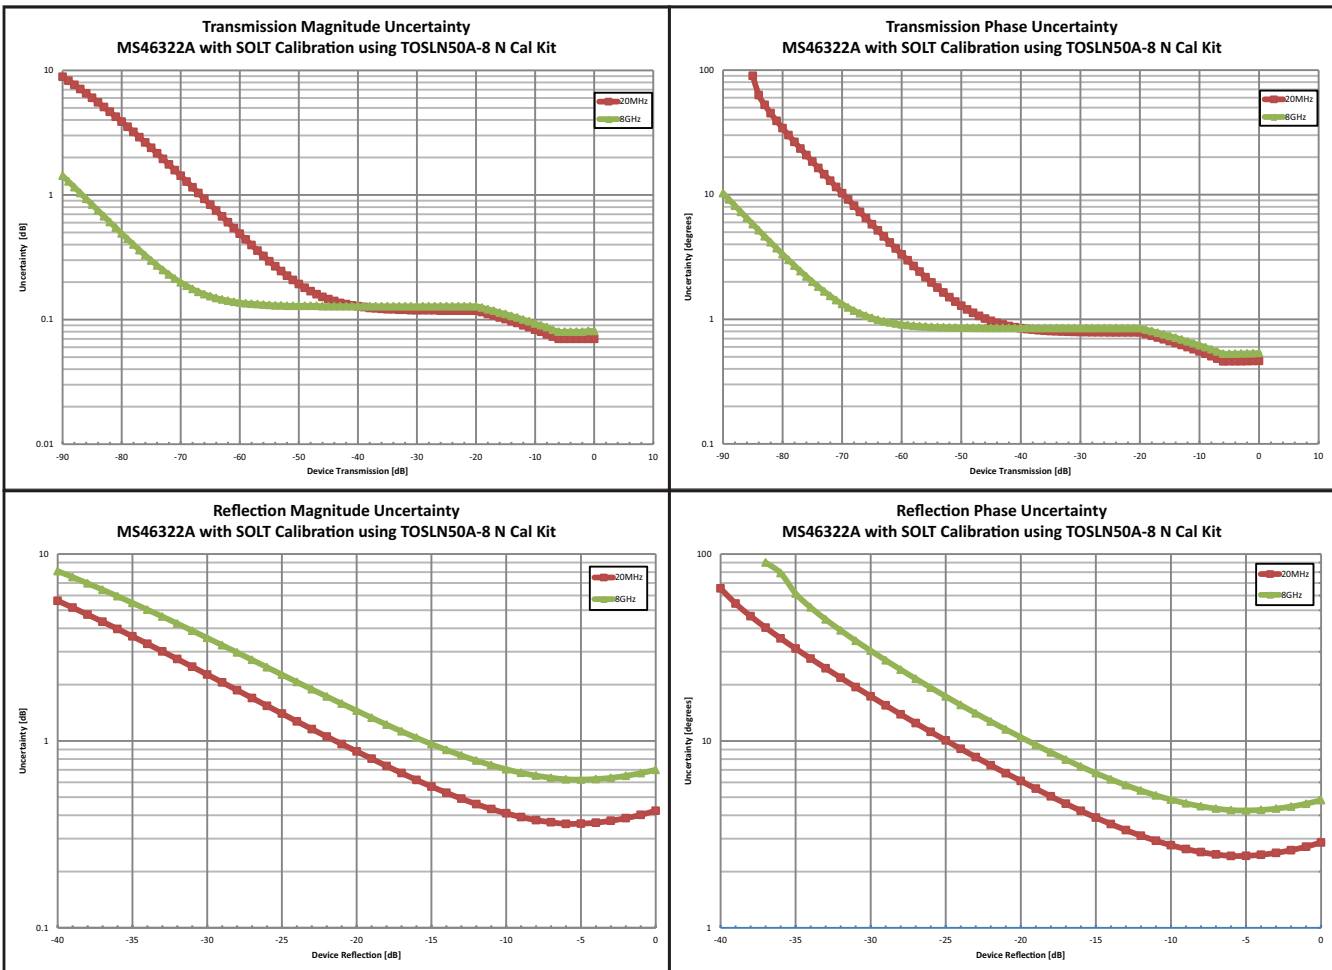 Transmission Magnitude Uncertainty
MS46322A with SOLT Calibration using TOSLN50A-8 N Cal Kit
10
1
0.1
0.01
Uncertainty [dB]
20MHz
8GHz
-90 -80 -70 -60 -50 -40 -30 -20 -10 0 10
Device Transmission [dB]
Transmission Phase Uncertainty
MS46322A with SOLT Calibration using TOSLN50A-8 N Cal Kit
100
10
1
0.1
Uncertainty [degrees]
20MHz
8GHz
-90 -80 -70 -60 -50 -40 -30 -20 -10 0 10
Device Transmission [dB]
Reflection Magnitude Uncertainty
MS46322A with SOLT Calibration using TOSLN50A-8 N Cal Kit
10
1
0.1
Uncertainty [dB]
20MHz
8GHz
-40 -35 -30 -25 -20 -15 -10 -5 0
Device Reflection [dB]
Reflection Phase Uncertainty
MS46322A with SOLT Calibration using TOSLN50A-8 N Cal Kit
100
10
1
Uncertainty [degrees]
20MHz
8GHz
-40 -35 -30 -25 -20 -15 -10 -5 0
Device Reflection [dB]